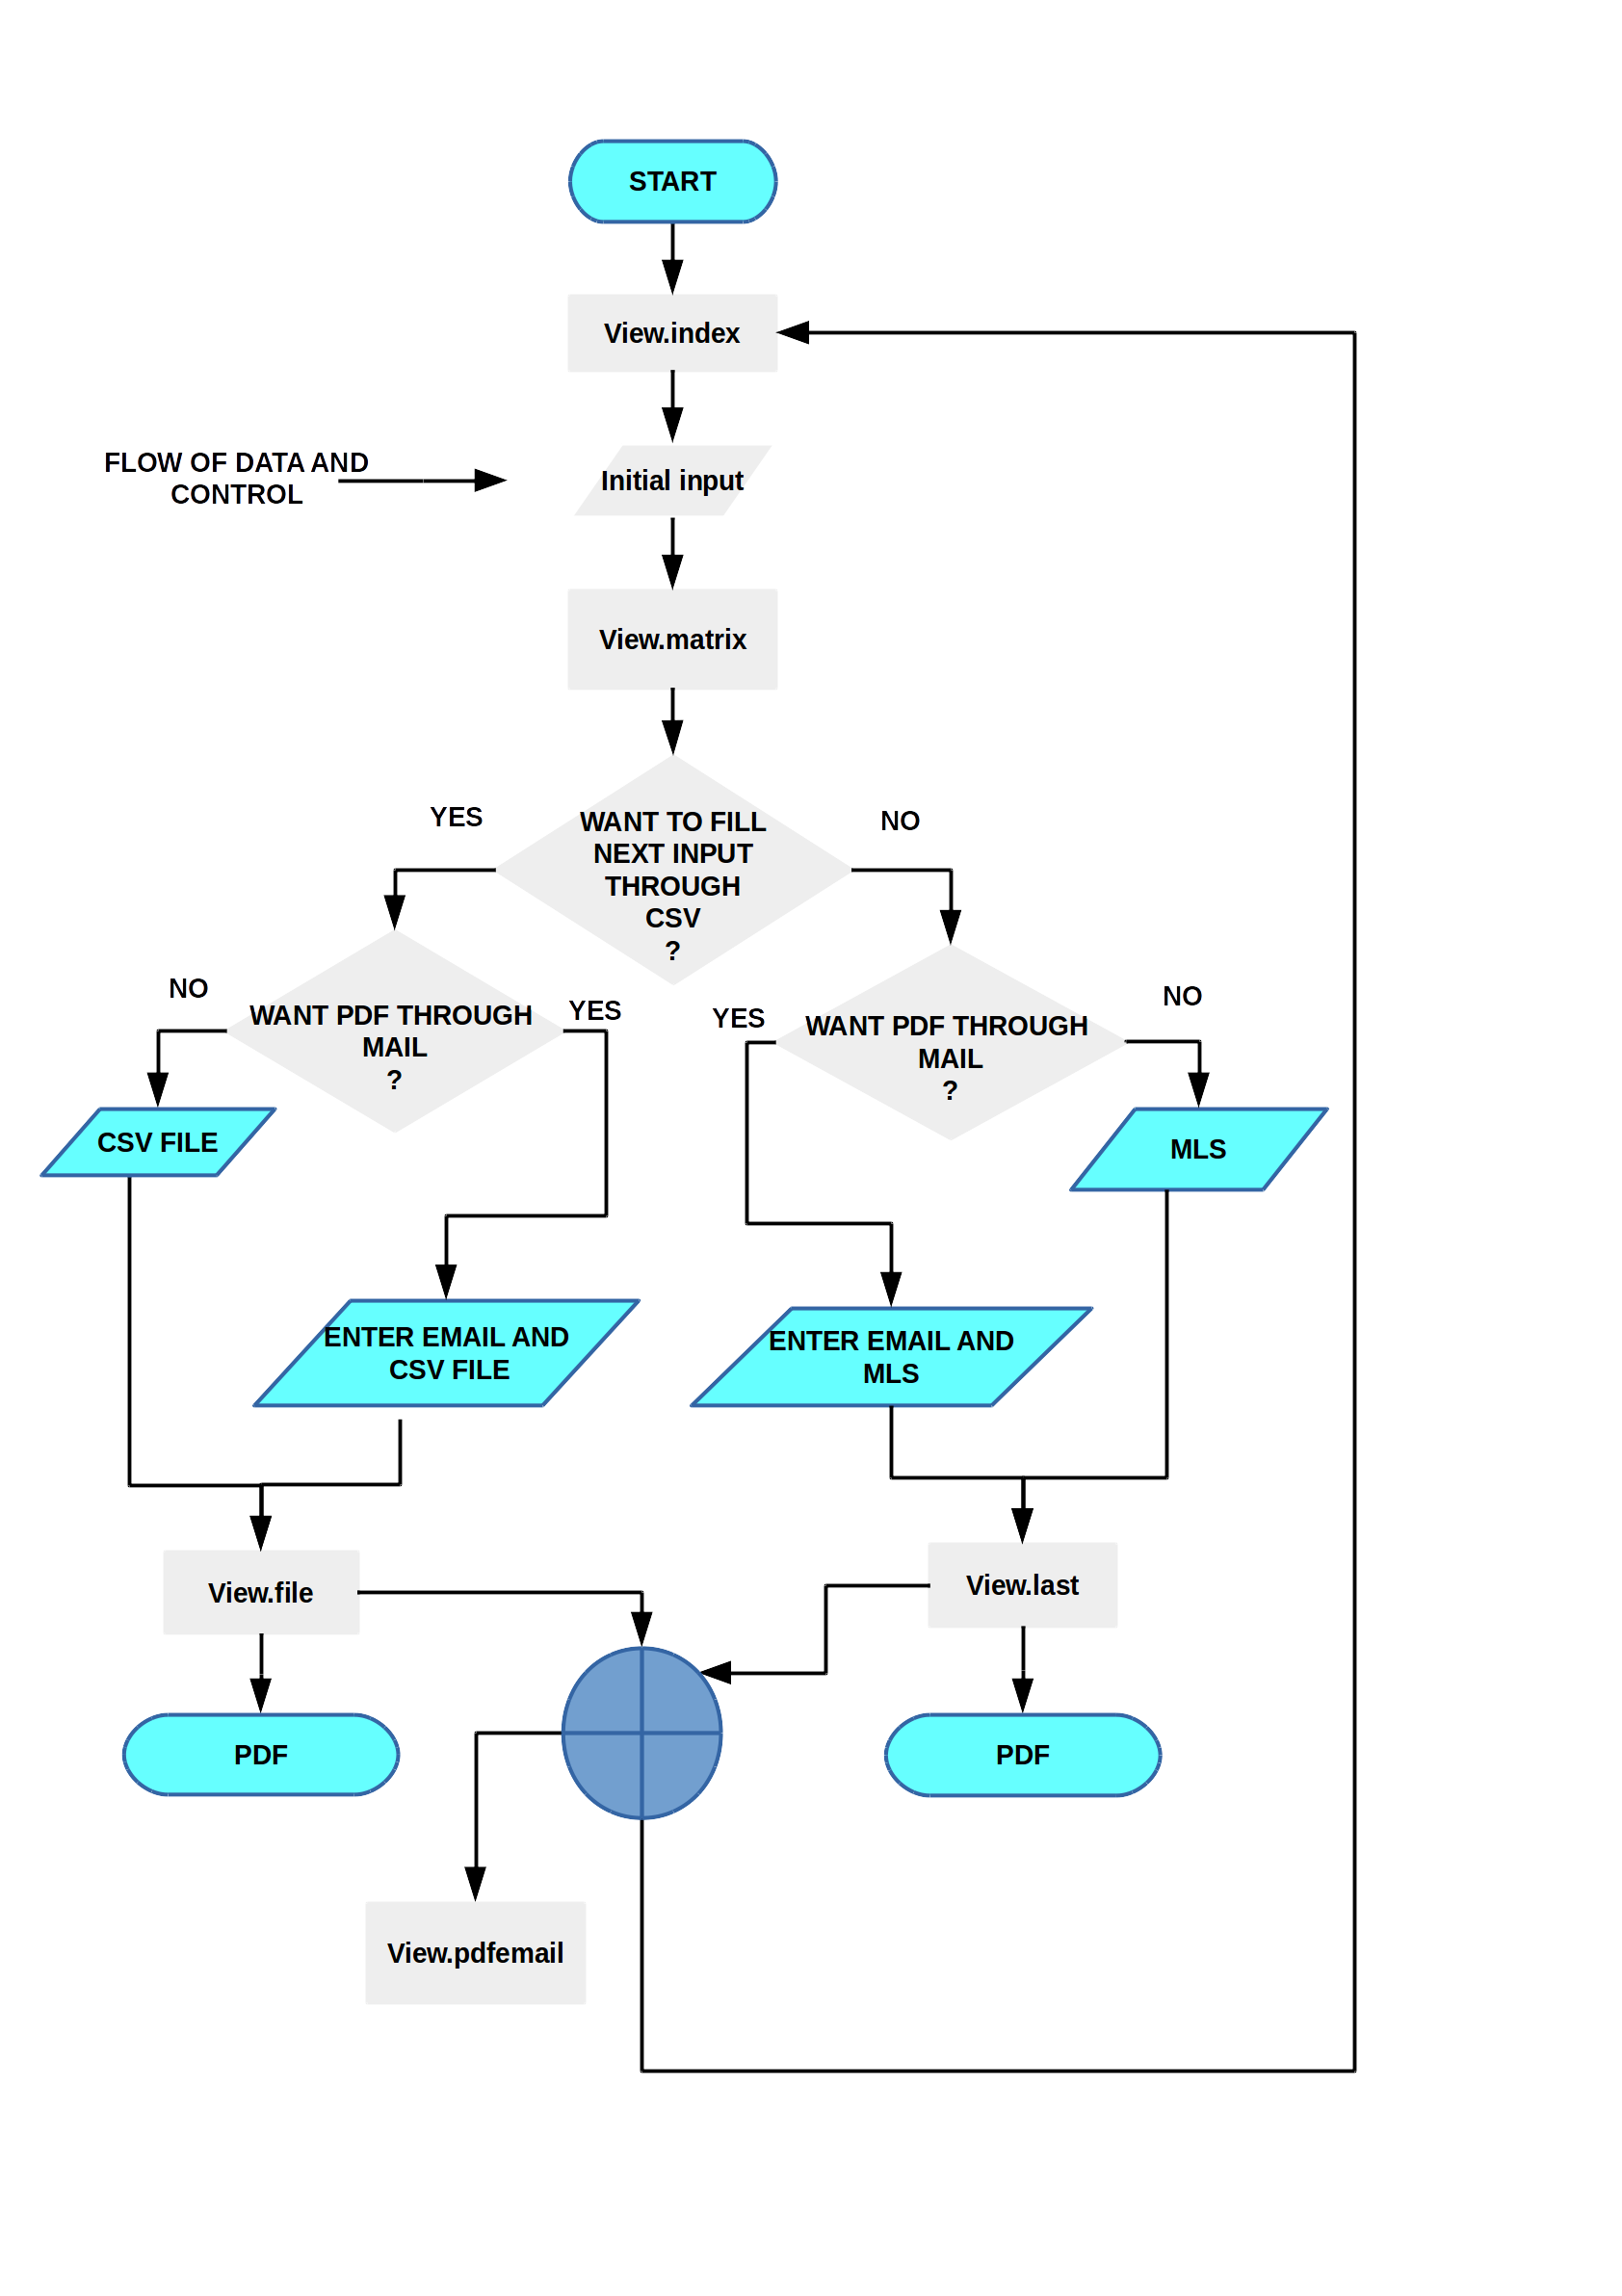 START
View.index
FLOW OF DATA AND
CONTROL
Initial input
View.matrix
YES
NO
WANT TO FILL
NEXT INPUT
THROUGH
CSV
?
NO
WANT PDF THROUGH
MAIL
?
YES
YES
WANT PDF THROUGH
MAIL
?
NO
CSV FILE
MLS
ENTER EMAIL AND
CSV FILE
ENTER EMAIL AND
MLS
View.file
View.last
PDF
PDF
View.pdfemail